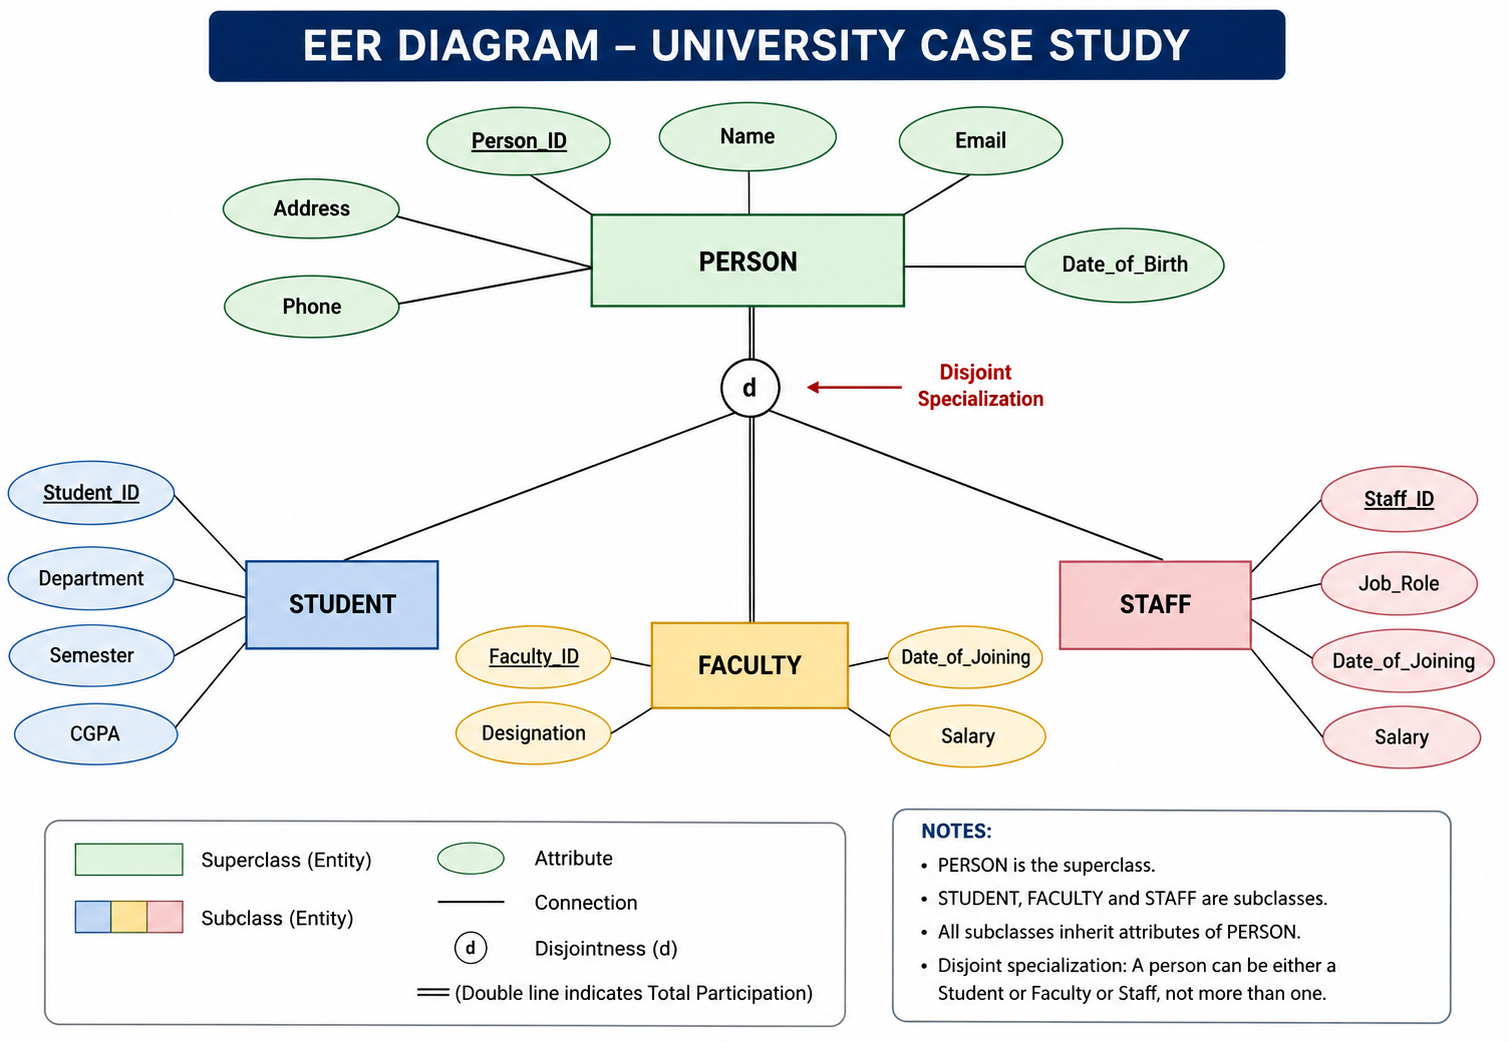 EER DIAGRAM – UNIVERSITY CASE STUDY
Person_ID
Name
Email
Address
Phone
PERSON
Date_of_Birth
d
Disjoint
Specialization
Student_ID
Department
Semester
CGPA
STUDENT
Faculty_ID
Designation
FACULTY
Date_of_Joining
Salary
STAFF
Staff_ID
Job_Role
Date_of_Joining
Salary
Superclass (Entity)
Subclass (Entity)
Attribute
Connection
d
Disjointness (d)
(Double line indicates Total Participation)
NOTES:
• PERSON is the superclass.
• STUDENT, FACULTY and STAFF are subclasses.
• All subclasses inherit attributes of PERSON.
• Disjoint specialization: A person can be either a
Student or Faculty or Staff, not more than one.